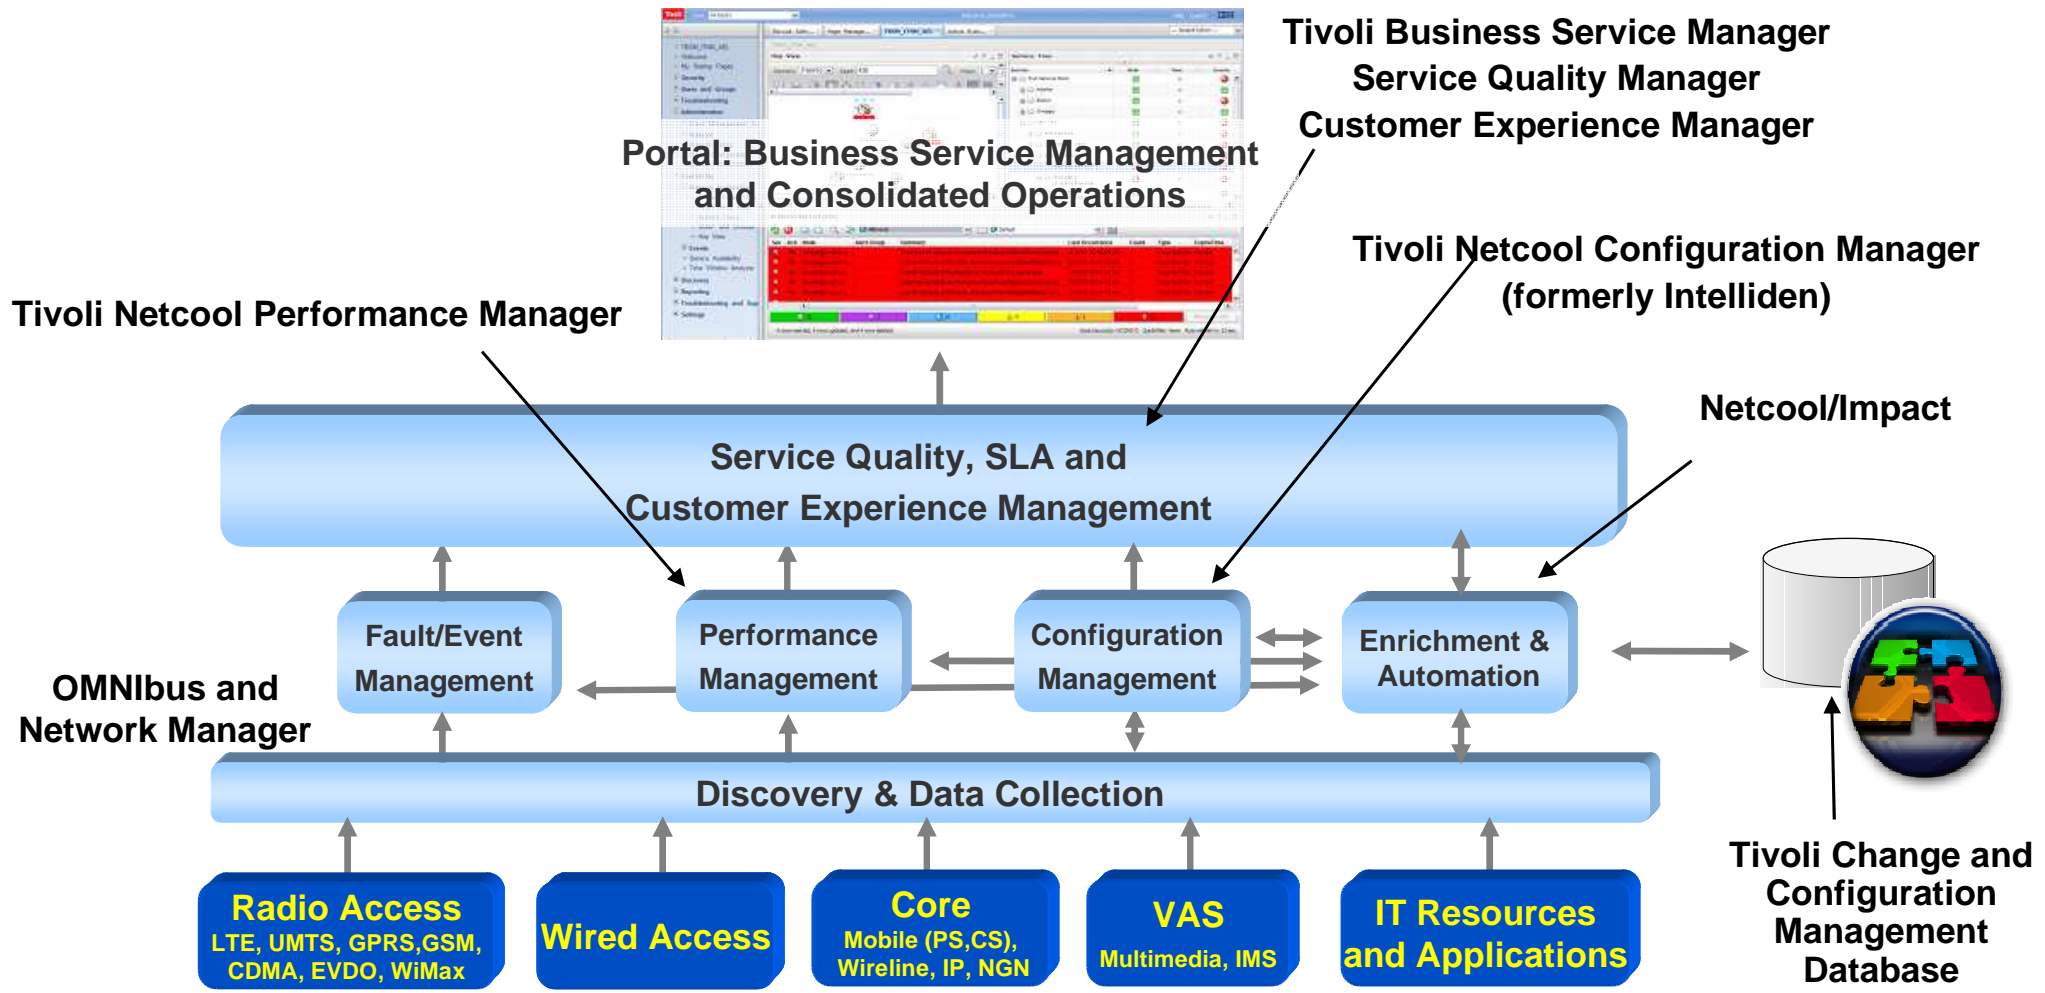 Tivoli Business Service Manager
Service Quality Manager
Customer Experience Manager
Portal: Business Service Management
and Consolidated Operations
Tivoli Netcool Configuration Manager
(formerly Intelliden)
Tivoli Netcool Performance Manager
Netcool/Impact
Service Quality, SLA and
Customer Experience Management
Fault/Event
Management
Performance
Management
Configuration
Management
Enrichment &
Automation
OMNIbus and
Network Manager
Discovery & Data Collection
Radio Access
LTE, UMTS, GPRS,GSM,
CDMA, EVDO, WiMax
Wired Access
Core
Mobile (PS,CS),
Wireline, IP, NGN
VAS
Multimedia, IMS
IT Resources
and Applications
Tivoli Change and
Configuration
Management
Database